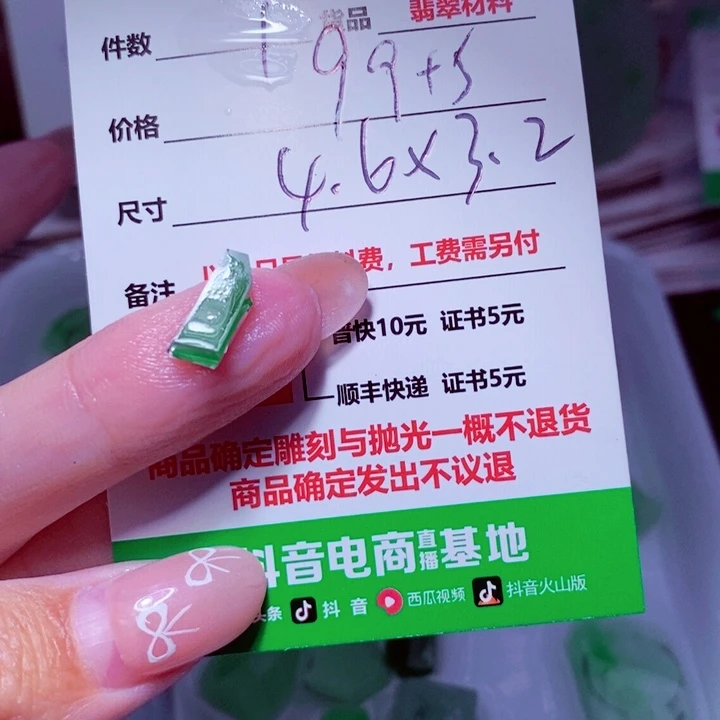 货品 翡翠材料
件数 1
价格 99+5
尺寸 4.6×3.2
备注 费，工费需另付
普快10元 证书5元
顺丰快递 证书5元
商品确定雕刻与抛光一概不退货
商品确定发出不议退
抖音电商直播基地
头条 抖音 西瓜视频 抖音火山版